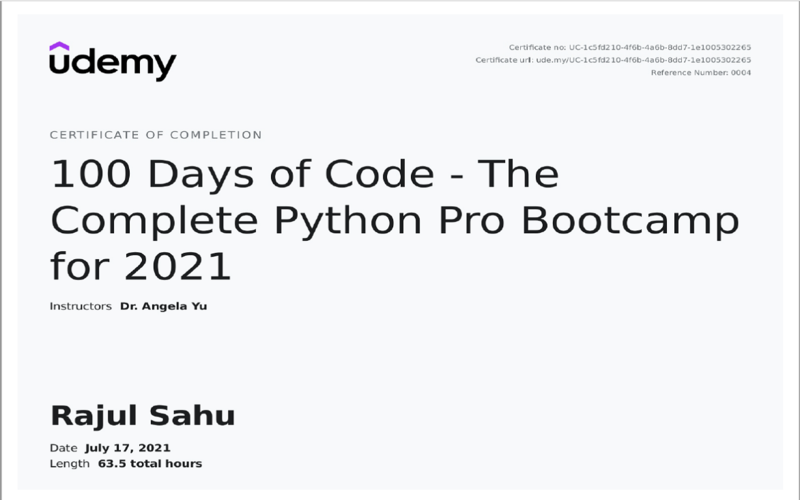 udemy
Certificate no: UC-1c5fd210-4f6b-4a6b-8dd7-1e1005302265
Certificate url: ude.my/UC-1c5fd210-4f6b-4a6b-8dd7-1e1005302265
Reference Number: 0004
CERTIFICATE OF COMPLETION
100 Days of Code - The
Complete Python Pro Bootcamp
for 2021
Instructors Dr. Angela Yu
Rajul Sahu
Date July 17, 2021
Length 63.5 total hours